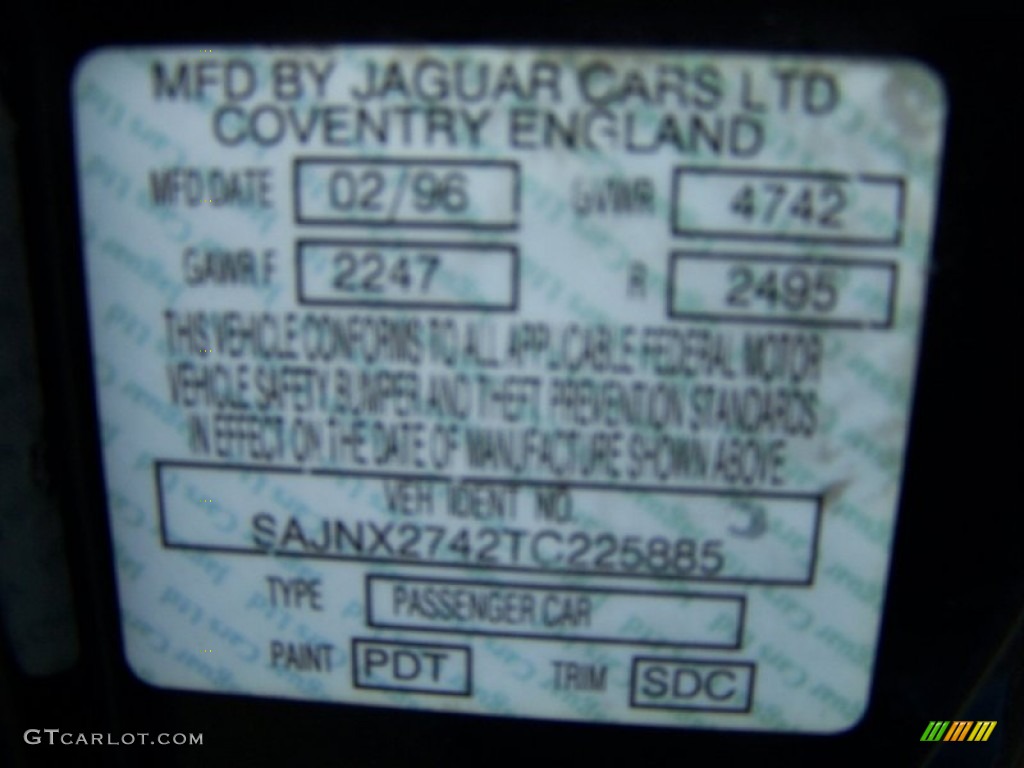 MFD BY JAGUAR CARS LTD
COVENTRY ENGLAND
MFD DATE 02/96 GVWR 4742
GAWR F 2247 R 2495
THIS VEHICLE CONFORMS TO ALL APPLICABLE FEDERAL MOTOR
VEHICLE SAFETY, BUMPER AND THEFT PREVENTION STANDARDS
IN EFFECT ON THE DATE OF MANUFACTURE SHOWN ABOVE
VEH IDENT NO.
SAJNX2742TC225885
TYPE PASSENGER CAR
PAINT PDT TRIM SDC
GTCARLOT.COM